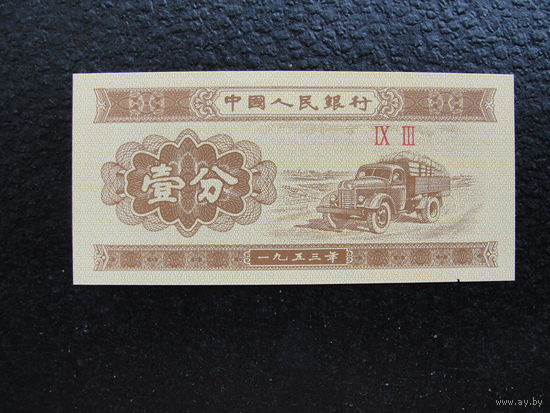 中國人民銀行
IX III
壹分
一九五三年
www.ay.by